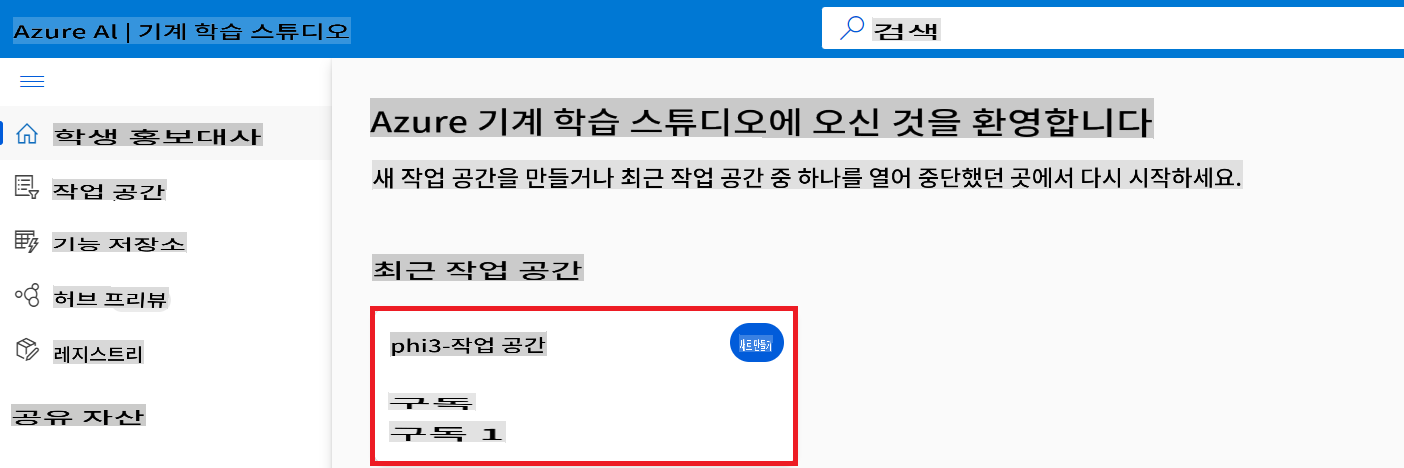 Azure AI | 기계 학습 스튜디오
검색
학생 홍보대사
작업 공간
기능 저장소
허브 프리뷰
레지스트리
공유 자산
Azure 기계 학습 스튜디오에 오신 것을 환영합니다
새 작업 공간을 만들거나 최근 작업 공간 중 하나를 열어 중단했던 곳에서 다시 시작하세요.
최근 작업 공간
phi3-작업 공간
새로 만들기
구독
구독 1